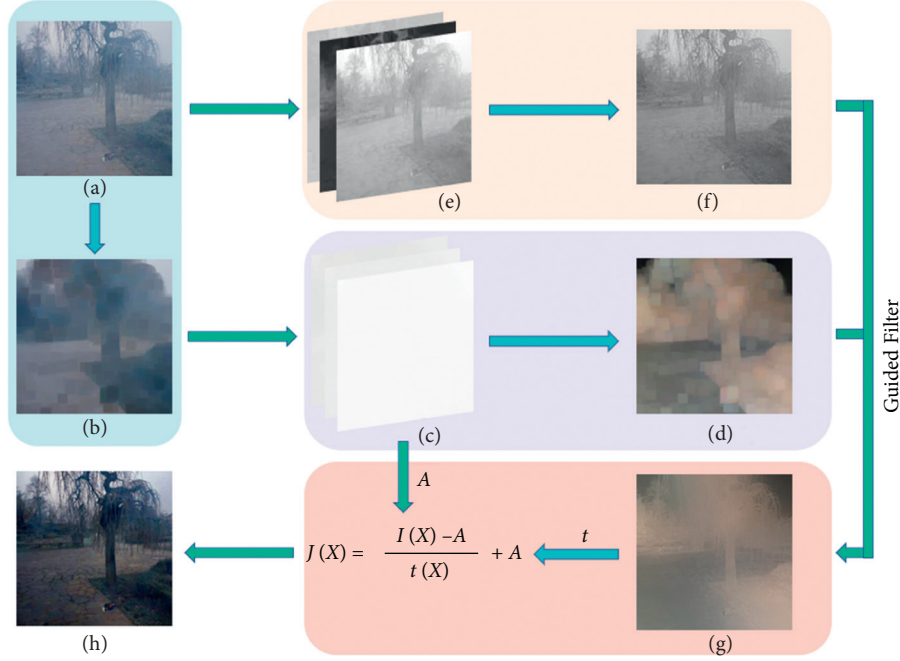 (a)
(e)
(f)
(b)
(c)
(d)
Guided Filter
A
J (X) = I (X) – A / t (X) + A
t
(h)
(g)